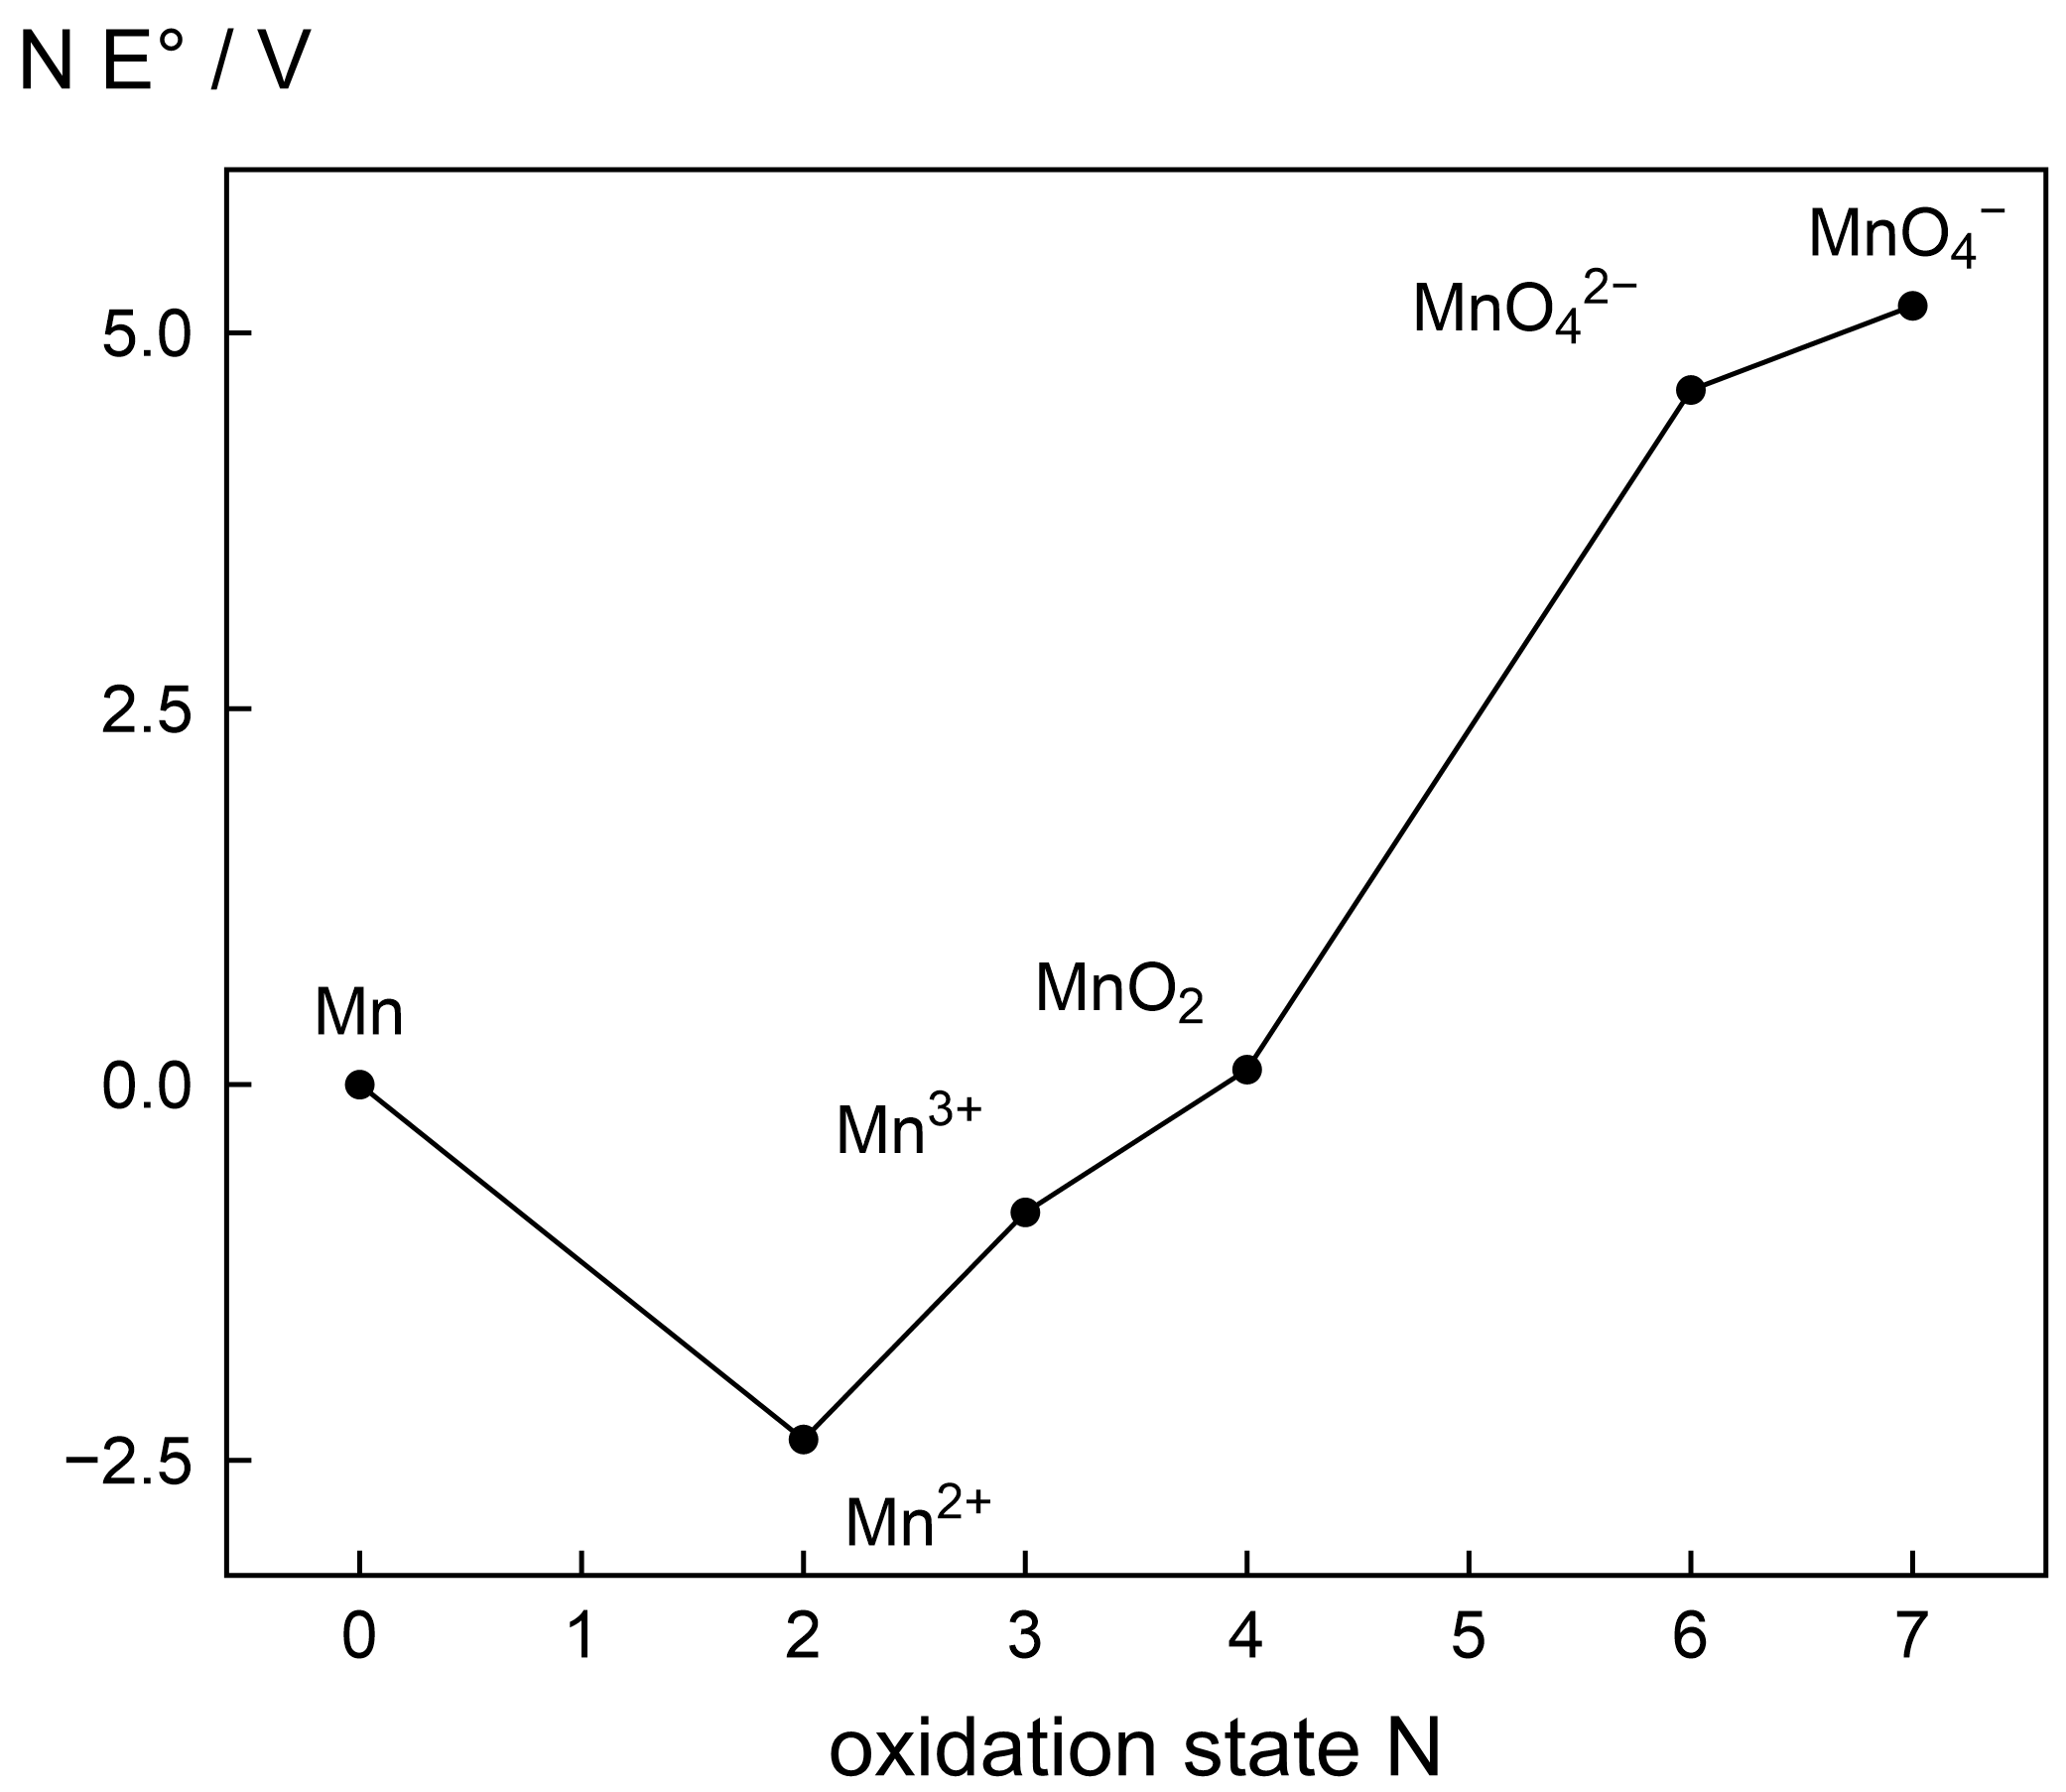 N E° / V
MnO₄⁻
MnO₄²⁻
5.0
2.5
MnO₂
Mn
0.0
Mn³⁺
−2.5
Mn²⁺
0 1 2 3 4 5 6 7
oxidation state N